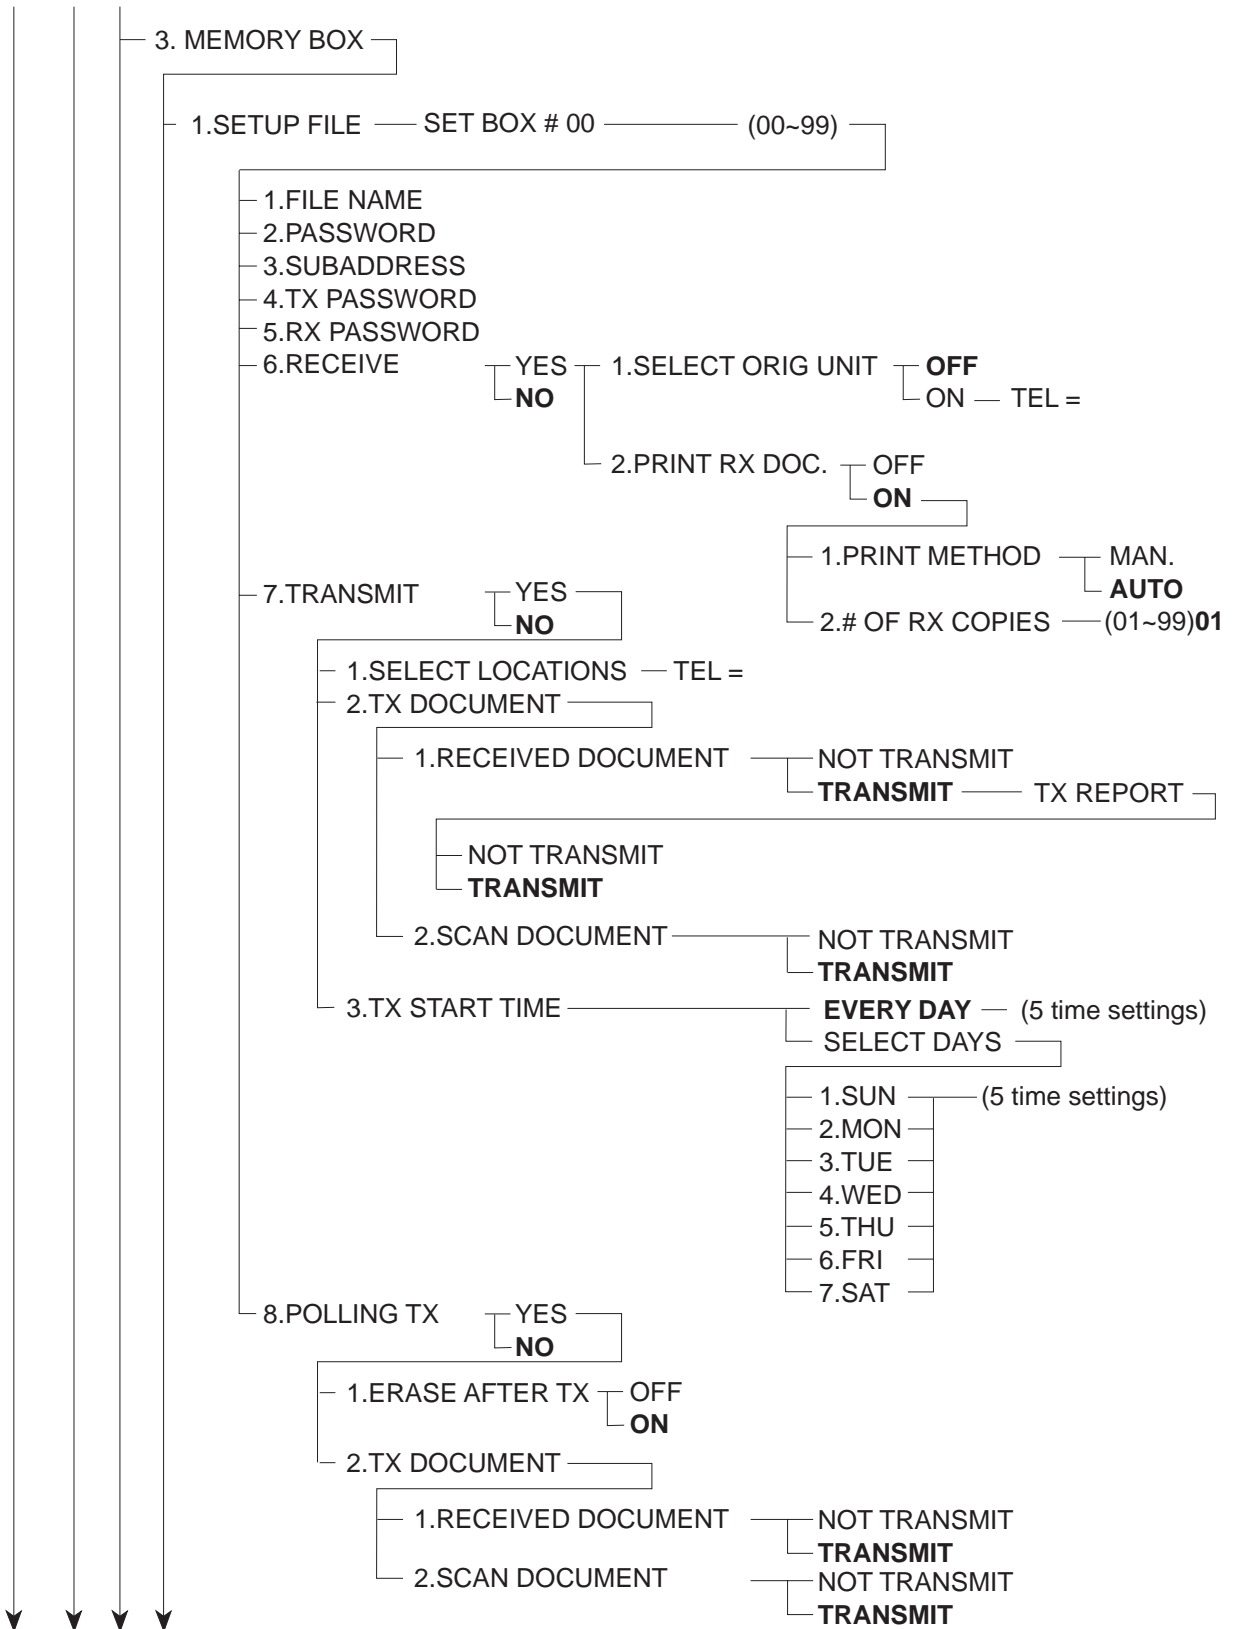 3. MEMORY BOX
1.SETUP FILE SET BOX # 00 (00~99)
1.FILE NAME
2.PASSWORD
3.SUBADDRESS
4.TX PASSWORD
5.RX PASSWORD
6.RECEIVE YES 1.SELECT ORIG UNIT OFF
NO ON TEL =
2.PRINT RX DOC. OFF
ON
1.PRINT METHOD MAN.
AUTO
7.TRANSMIT YES
NO 2.# OF RX COPIES (01~99)01
1.SELECT LOCATIONS TEL =
2.TX DOCUMENT
1.RECEIVED DOCUMENT NOT TRANSMIT
TRANSMIT TX REPORT
NOT TRANSMIT
TRANSMIT
2.SCAN DOCUMENT NOT TRANSMIT
TRANSMIT
3.TX START TIME EVERY DAY (5 time settings)
SELECT DAYS
1.SUN (5 time settings)
2.MON
3.TUE
4.WED
5.THU
6.FRI
7.SAT
8.POLLING TX YES
NO
1.ERASE AFTER TX OFF
ON
2.TX DOCUMENT
1.RECEIVED DOCUMENT NOT TRANSMIT
TRANSMIT
2.SCAN DOCUMENT NOT TRANSMIT
TRANSMIT